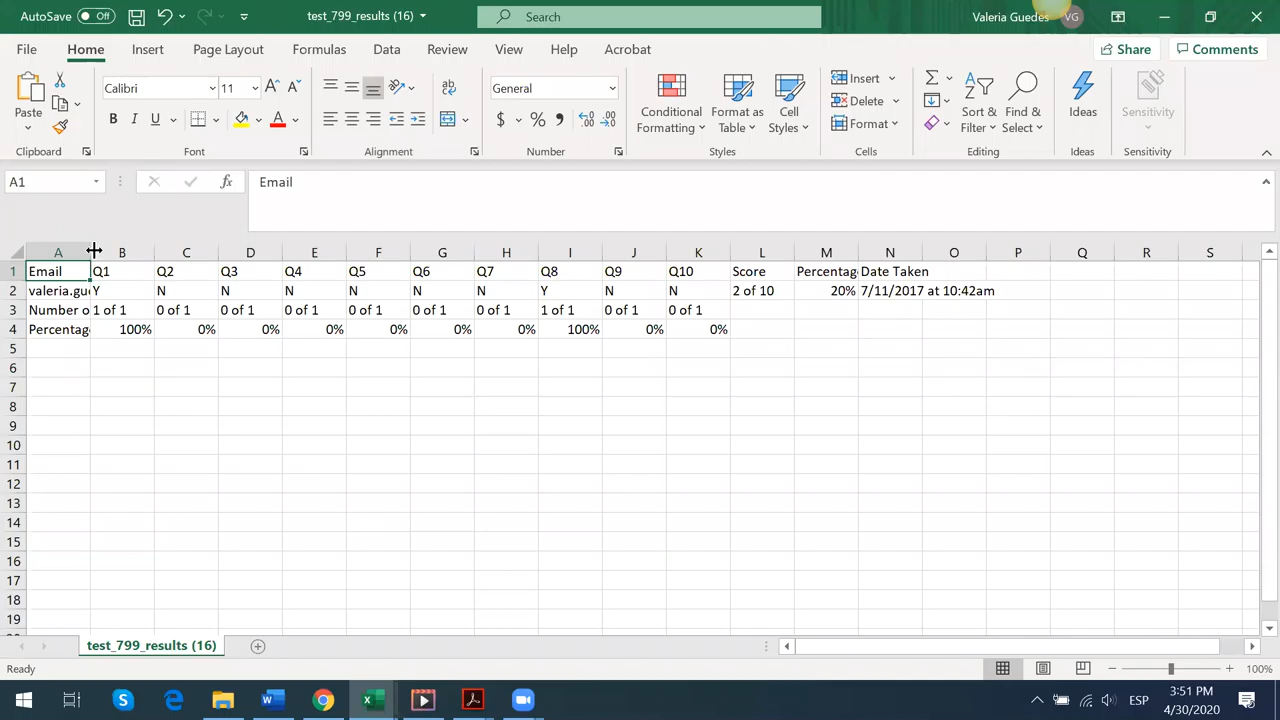 AutoSave Off test_799_results (16) Search Valeria Guedes VG
File Home Insert Page Layout Formulas Data Review View Help Acrobat Share Comments
Paste Calibri 11 General Conditional Formatting Format as Table Cell Styles Insert Delete Format Sort & Filter Find & Select Ideas Sensitivity
Clipboard Font Alignment Number Styles Cells Editing Ideas Sensitivity
A1 fx Email
A B C D E F G H I J K L M N O P Q R S
1 Email Q1 Q2 Q3 Q4 Q5 Q6 Q7 Q8 Q9 Q10 Score Percentag Date Taken
2 valeria.gue Y N N N N N N Y N N 2 of 10 20% 7/11/2017 at 10:42am
3 Number o 1 of 1 0 of 1 0 of 1 0 of 1 0 of 1 0 of 1 0 of 1 1 of 1 0 of 1 0 of 1
4 Percentag 100% 0% 0% 0% 0% 0% 0% 100% 0% 0%
5
6
7
8
9
10
11
12
13
14
15
16
17
18
19
test_799_results (16)
Ready 100%
ESP 3:51 PM
4/30/2020